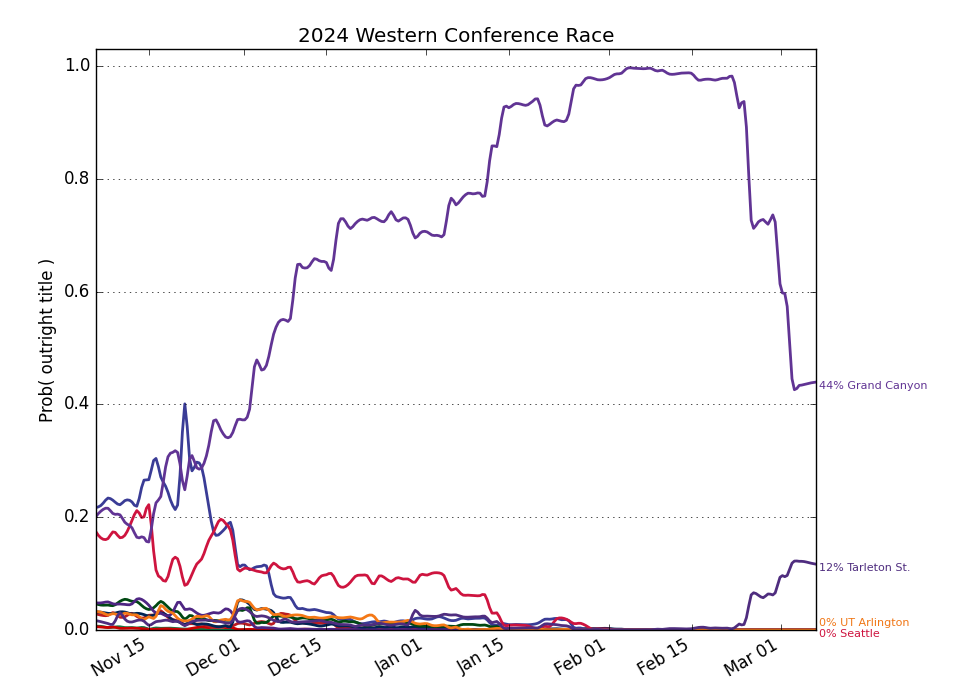 2024 Western Conference Race
1.0
0.8
0.6
0.4
0.2
0.0
Prob( outright title )
44% Grand Canyon
12% Tarleton St.
0% UT Arlington
0% Seattle
Nov 15
Dec 01
Dec 15
Jan 01
Jan 15
Feb 01
Feb 15
Mar 01